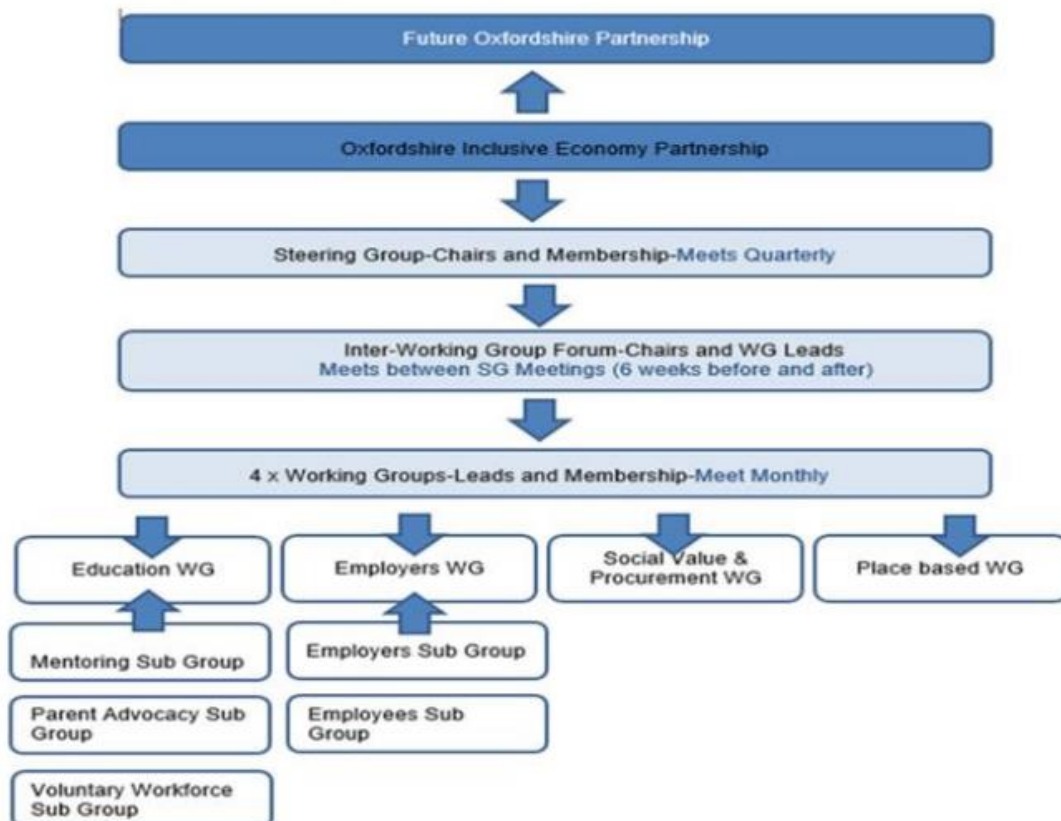 Future Oxfordshire Partnership
Oxfordshire Inclusive Economy Partnership
Steering Group-Chairs and Membership-Meets Quarterly
Inter-Working Group Forum-Chairs and WG Leads
Meets between SG Meetings (6 weeks before and after)
4 x Working Groups-Leads and Membership-Meet Monthly
Education WG
Employers WG
Social Value &
Procurement WG
Place based WG
Mentoring Sub Group
Employers Sub Group
Parent Advocacy Sub
Group
Employees Sub
Group
Voluntary Workforce
Sub Group